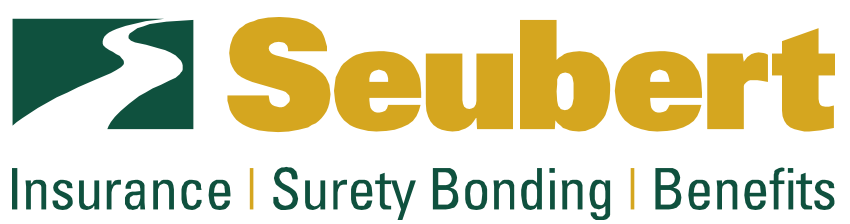 Seubert
Insurance | Surety Bonding | Benefits